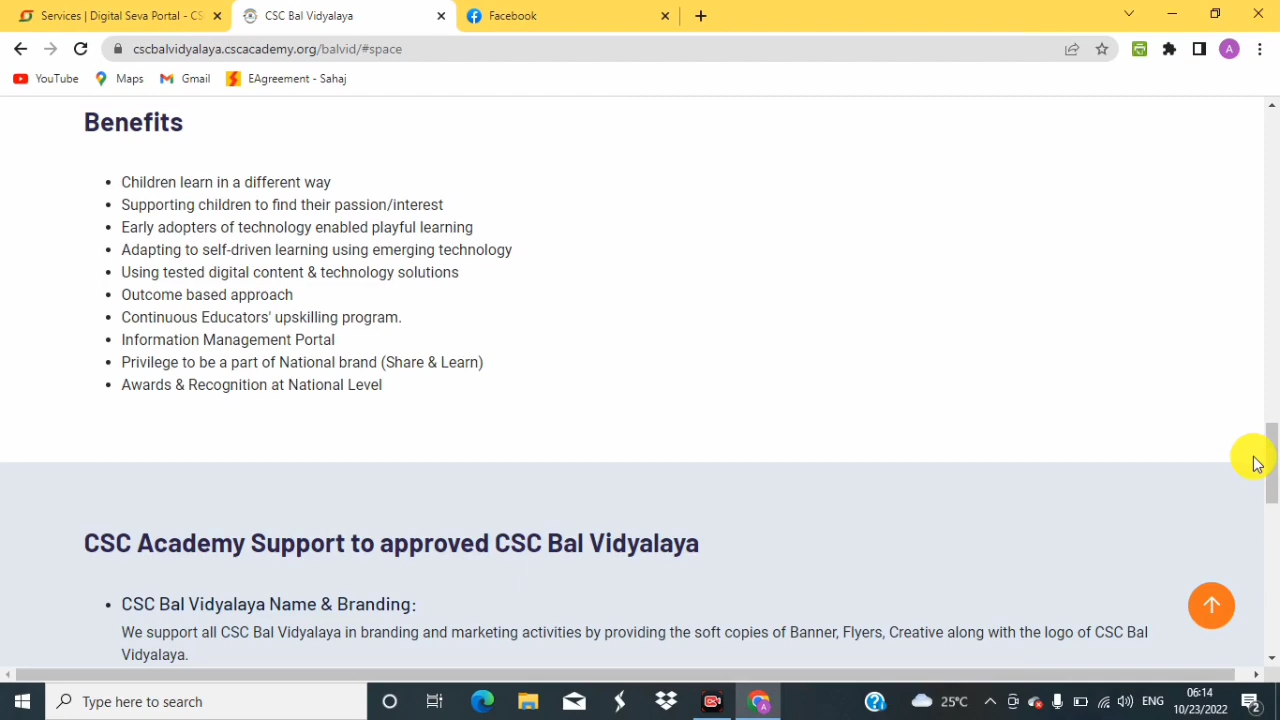 Services | Digital Seva Portal - CS
CSC Bal Vidyalaya
Facebook
cscbalvidyalaya.cscacademy.org/balvid/#space
A
YouTube
Maps
Gmail
EAgreement - Sahaj
Benefits
• Children learn in a different way
• Supporting children to find their passion/interest
• Early adopters of technology enabled playful learning
• Adapting to self-driven learning using emerging technology
• Using tested digital content & technology solutions
• Outcome based approach
• Continuous Educators' upskilling program.
• Information Management Portal
• Privilege to be a part of National brand (Share & Learn)
• Awards & Recognition at National Level
CSC Academy Support to approved CSC Bal Vidyalaya
• CSC Bal Vidyalaya Name & Branding:
We support all CSC Bal Vidyalaya in branding and marketing activities by providing the soft copies of Banner, Flyers, Creative along with the logo of CSC Bal
Vidyalaya.
Type here to search
25°C
ENG
06:14
10/23/2022
2